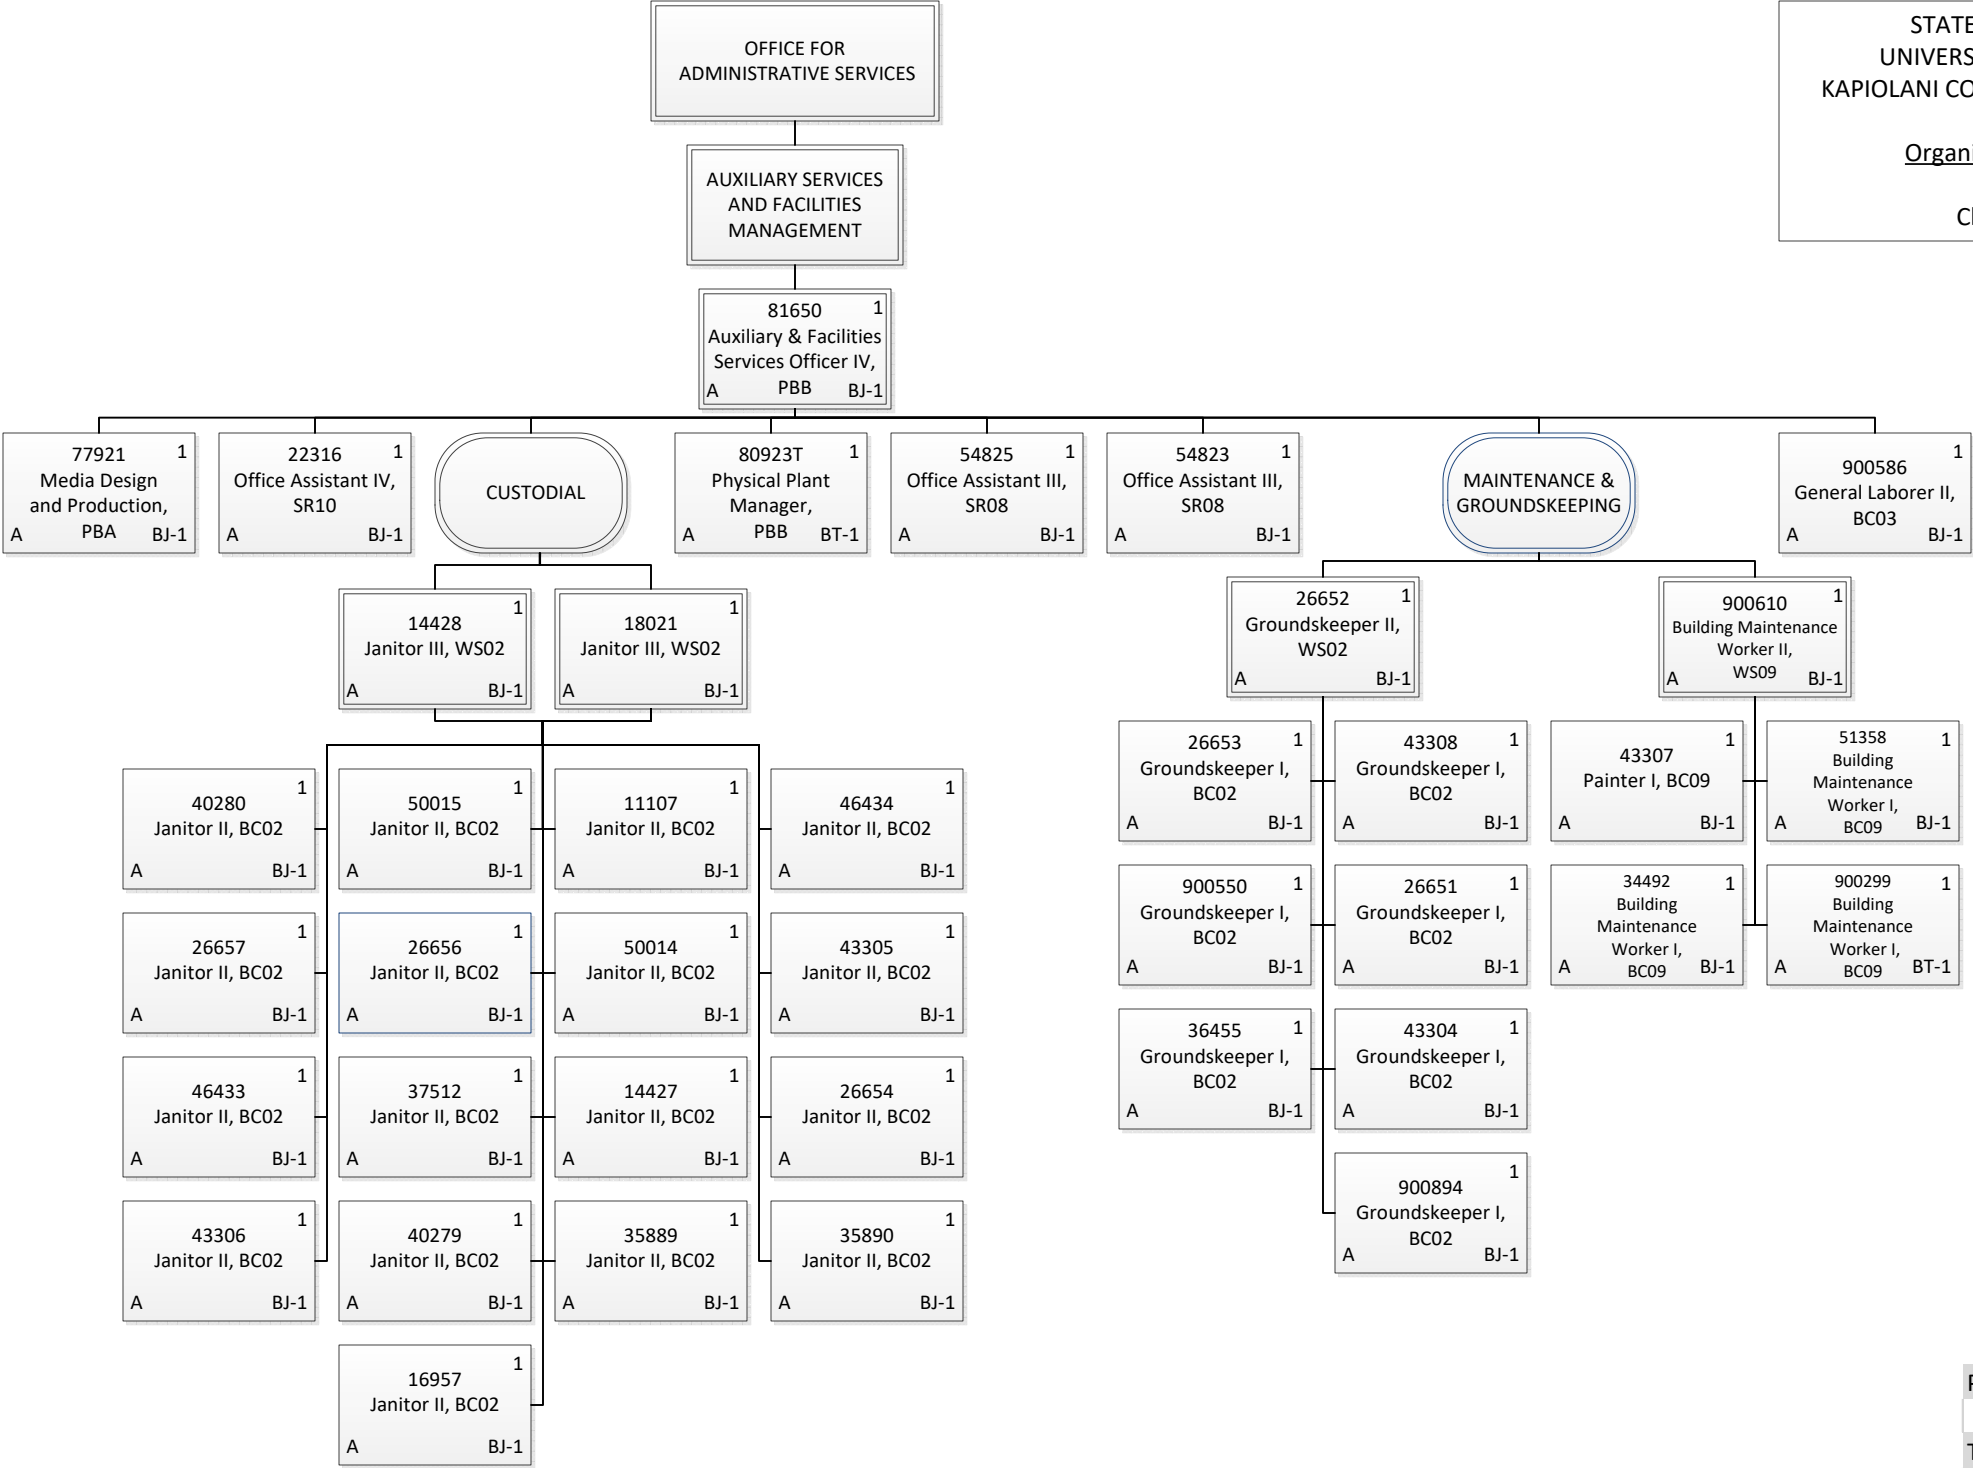 OFFICE FOR
ADMINISTRATIVE SERVICES
STATE
KAPIOLANI
AUXILIARY SERVICES
AND FACILITIES
MANAGEMENT
81650 1
Auxiliary & Facilities
Services Officer IV,
A PBB BJ-1
77921 1
Media Design
and Production,
A PBA BJ-1
22316 1
Office Assistant IV,
SR10
A BJ-1
CUSTODIAL
80923T 1
Physical Plant
Manager,
A PBB BT-1
54825 1
Office Assistant III,
SR08
A BJ-1
54823 1
Office Assistant III,
SR08
A BJ-1
MAINTENANCE &
GROUNDSKEEPING
1
900586
General Laborer II,
BC03
A BJ-1
1
14428
Janitor III, WS02
A BJ-1
1
18021
Janitor III, WS02
A BJ-1
26652 1
Groundskeeper II,
WS02
A BJ-1
1
900610
Building Maintenance
Worker II,
WS09
A BJ-1
1
40280
Janitor II, BC02
A BJ-1
1
50015
Janitor II, BC02
A BJ-1
1
11107
Janitor II, BC02
A BJ-1
1
46434
Janitor II, BC02
A BJ-1
1
26657
Janitor II, BC02
A BJ-1
1
26656
Janitor II, BC02
A BJ-1
1
50014
Janitor II, BC02
A BJ-1
1
43305
Janitor II, BC02
A BJ-1
1
46433
Janitor II, BC02
A BJ-1
1
37512
Janitor II, BC02
A BJ-1
1
14427
Janitor II, BC02
A BJ-1
1
26654
Janitor II, BC02
A BJ-1
1
43306
Janitor II, BC02
A BJ-1
1
40279
Janitor II, BC02
A BJ-1
1
35889
Janitor II, BC02
A BJ-1
1
35890
Janitor II, BC02
A BJ-1
1
16957
Janitor II, BC02
A BJ-1
26653 1
Groundskeeper I,
BC02
A BJ-1
43308 1
Groundskeeper I,
BC02
A BJ-1
900550 1
Groundskeeper I,
BC02
A BJ-1
26651 1
Groundskeeper I,
BC02
A BJ-1
36455 1
Groundskeeper I,
BC02
A BJ-1
43304 1
Groundskeeper I,
BC02
A BJ-1
1
900894
Groundskeeper I,
BC02
A BJ-1
1
43307
Painter I, BC09
A BJ-1
51358 1
Building
Maintenance
Worker I,
A BC09 BJ-1
34492 1
Building
Maintenance
Worker I,
A BC09 BJ-1
900299 1
Building
Maintenance
Worker I,
A BC09 BT-1